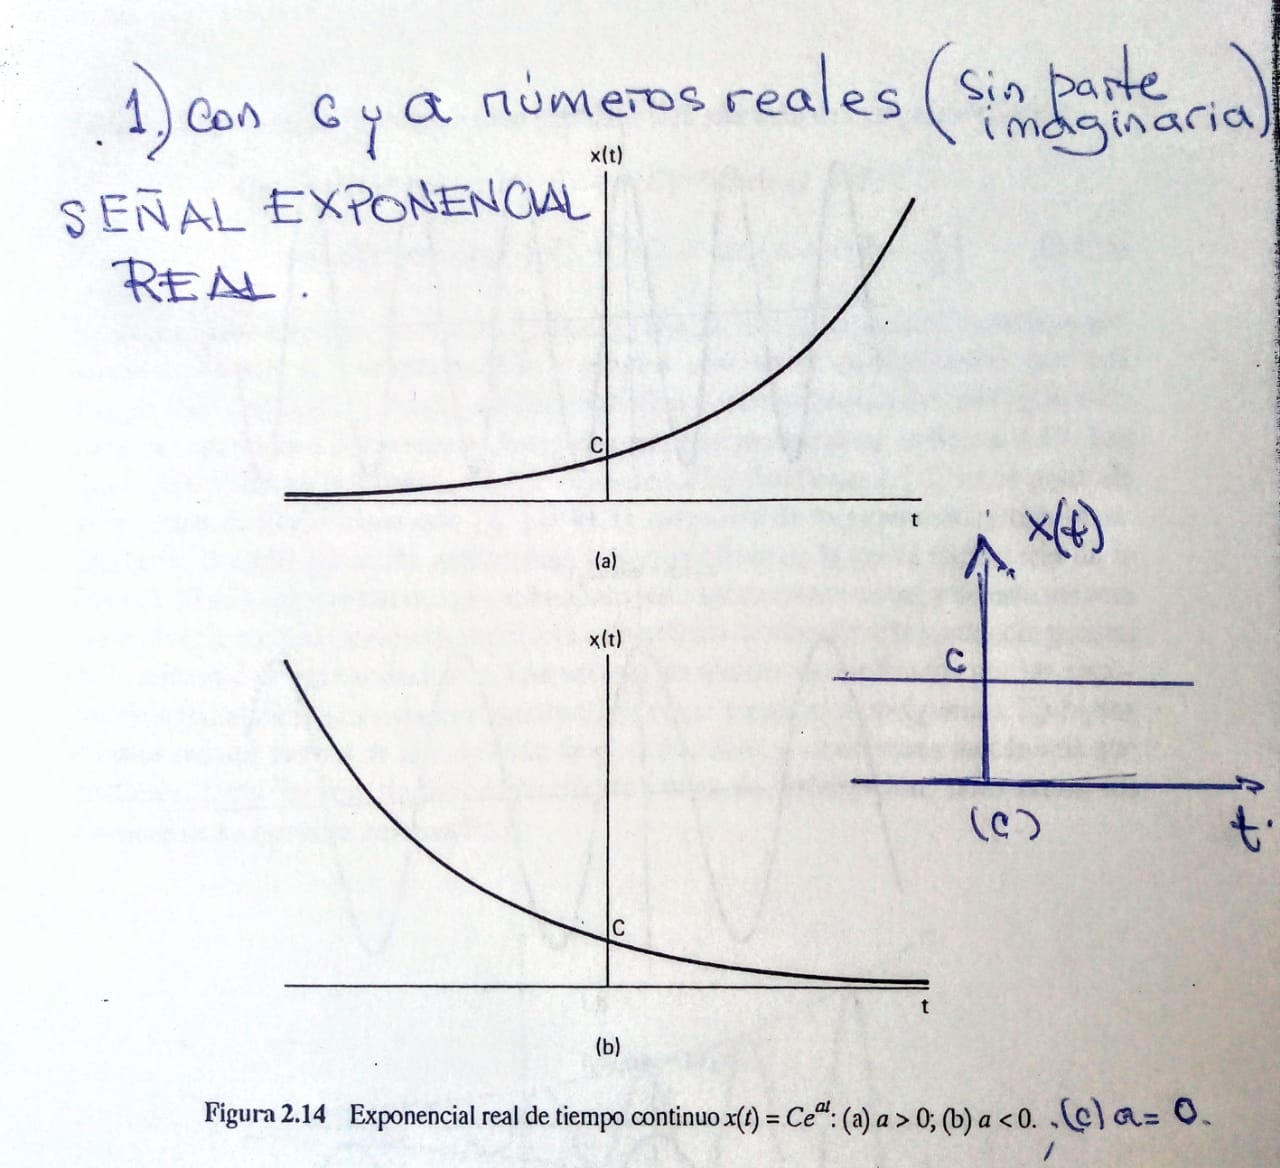 1.) Con C y a números reales (sin parte imaginaria)
SEÑAL EXPONENCIAL
REAL.
x(t)
C
t
(a)
x(t)
C
t
(c)
x(t)
C
t
(b)
Figura 2.14 Exponencial real de tiempo continuo x(t) = Ce^{at}: (a) a > 0; (b) a < 0. , (c) a = 0.